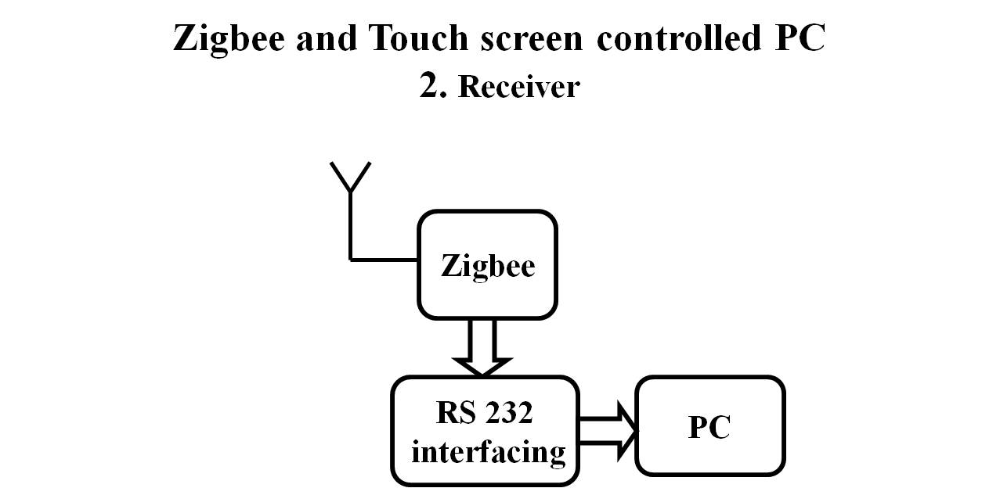 Zigbee and Touch screen controlled PC
2. Receiver
Zigbee
RS 232
interfacing
PC